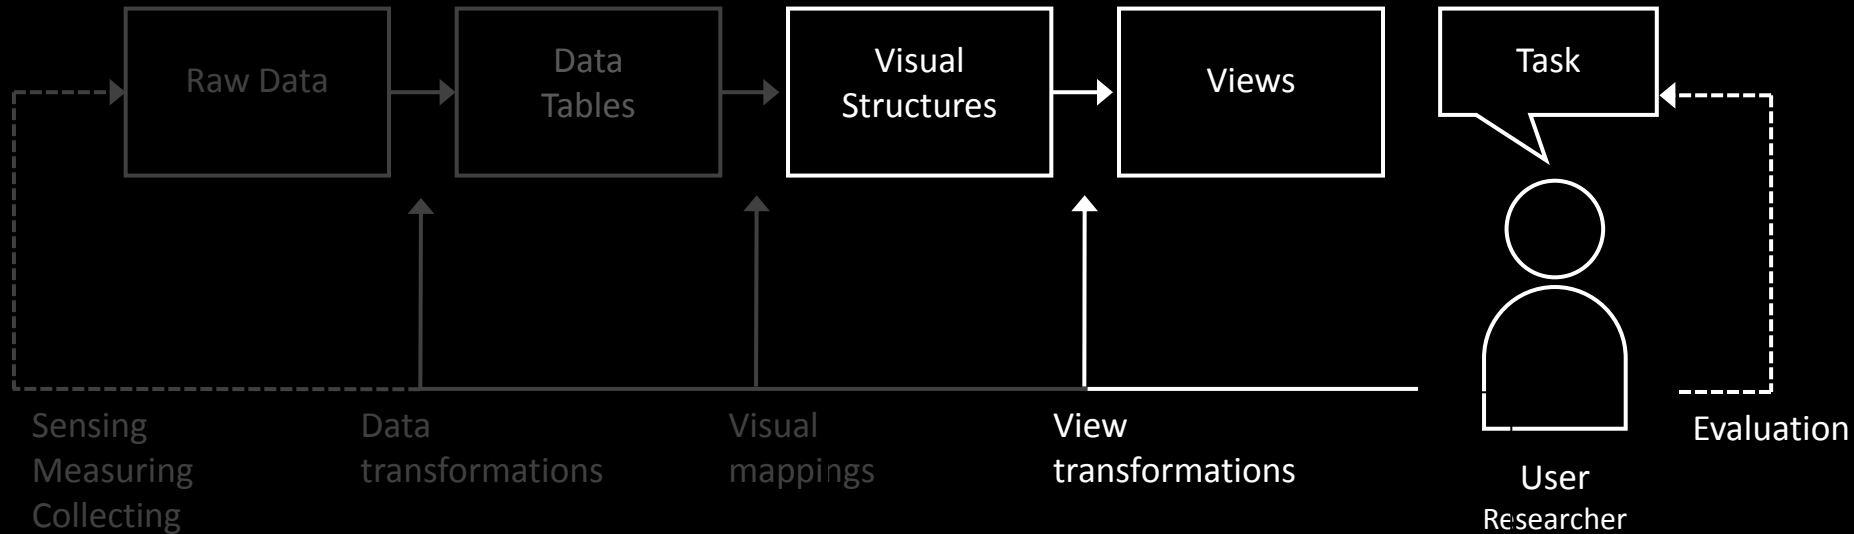 Raw Data
Data
Tables
Visual
Structures
Views
Task
Sensing
Measuring
Collecting
Data
transformations
Visual
mappings
View
transformations
User
Researcher
Evaluation